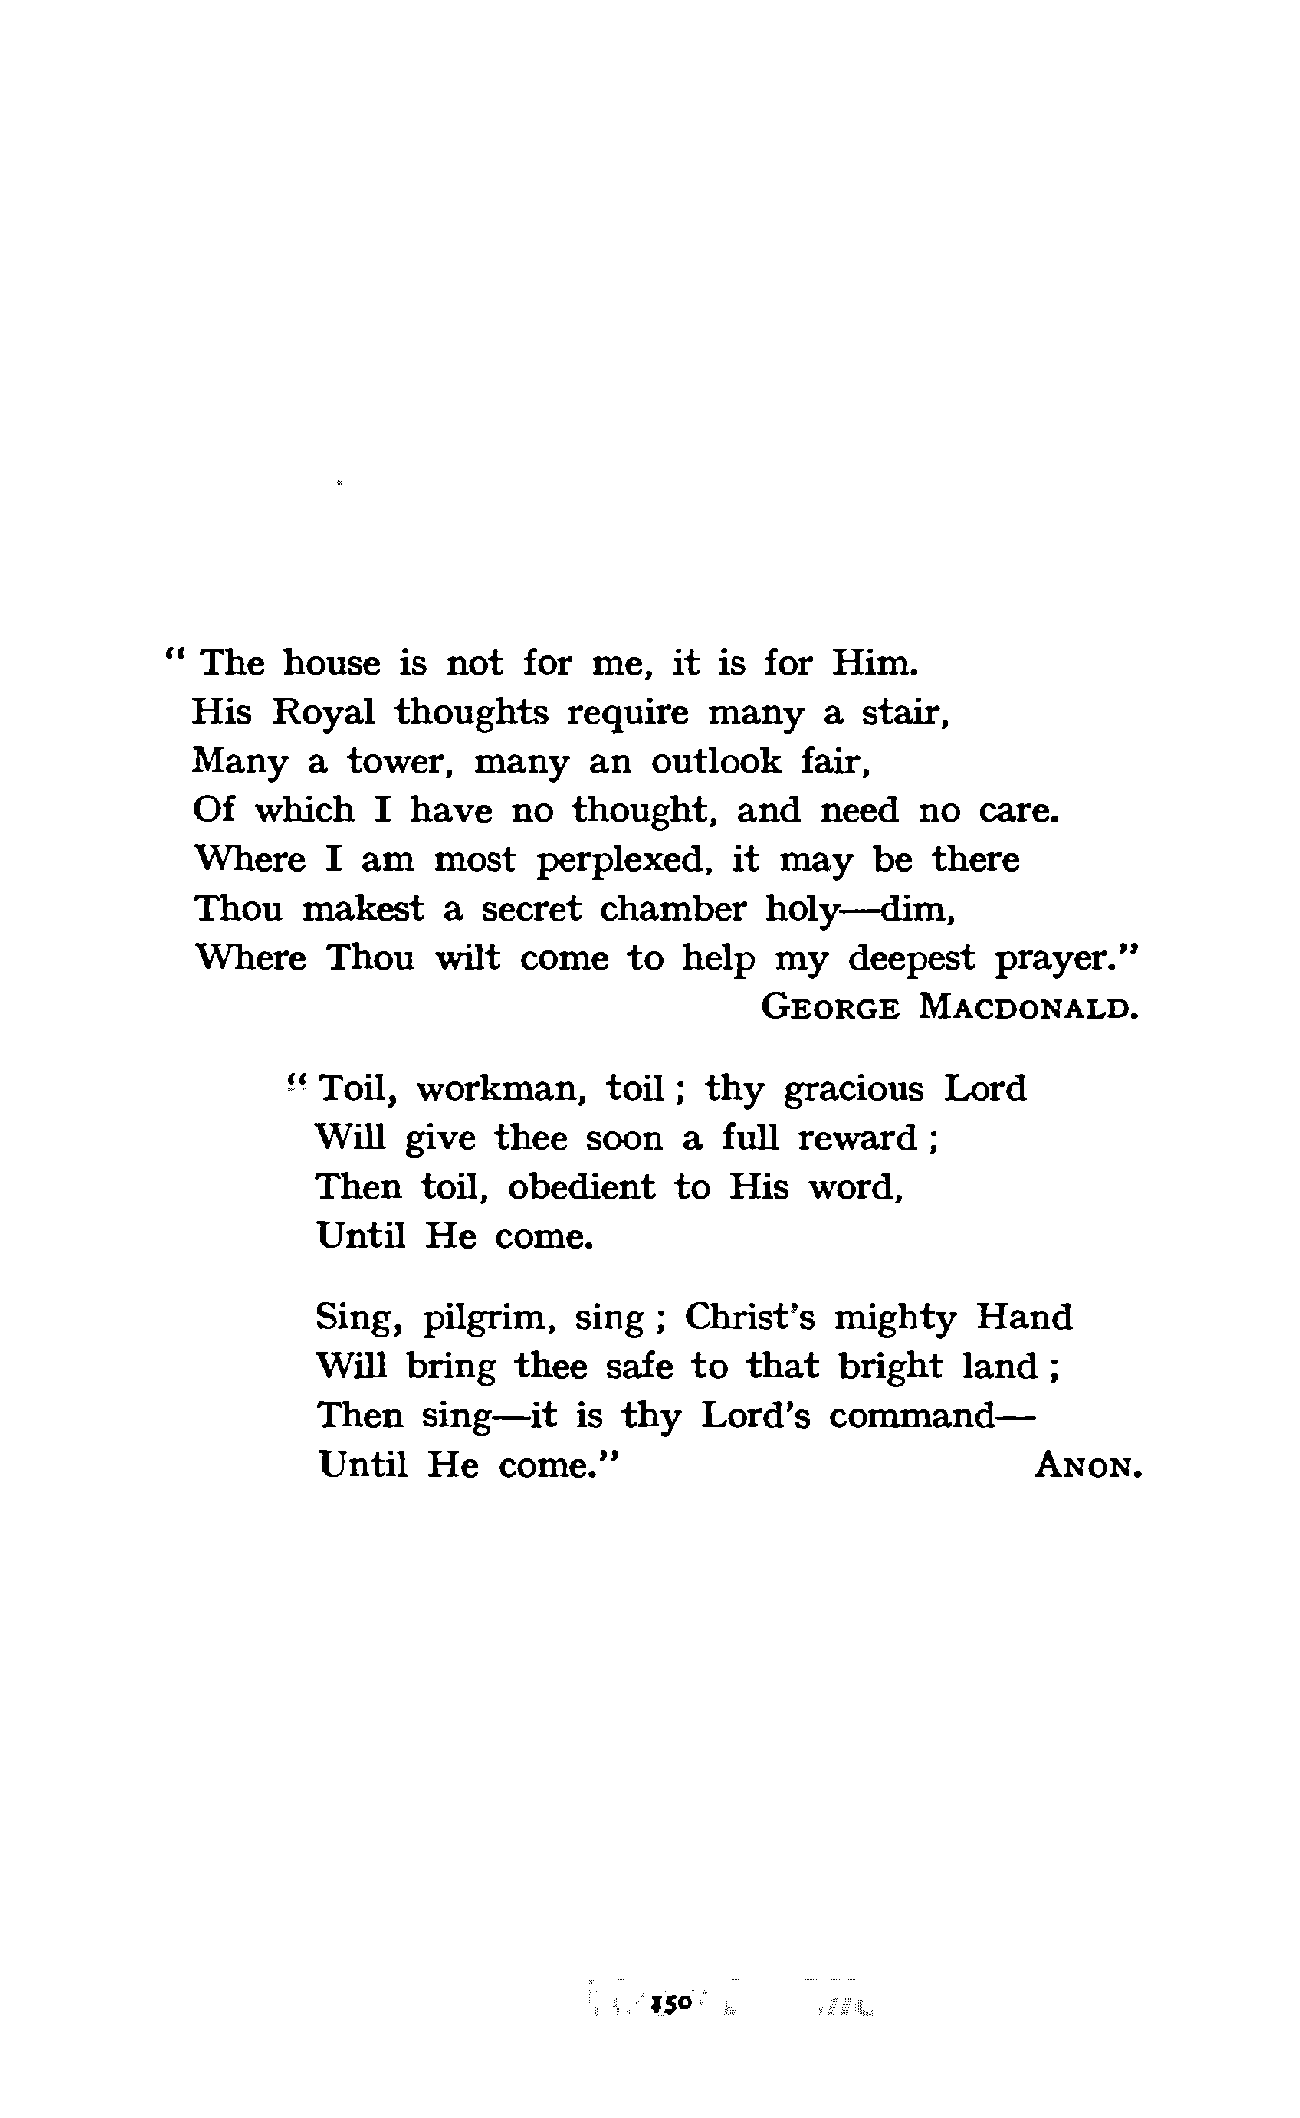 “ The house is not for me, it is for Him.
His Royal thoughts require many a stair,
Many a tower, many an outlook fair,
Of which I have no thought, and need no care.
Where I am most perplexed, it may be there
Thou makest a secret chamber holy—dim,
Where Thou wilt come to help my deepest prayer.”
George Macdonald.
“ Toil, workman, toil ; thy gracious Lord
Will give thee soon a full reward ;
Then toil, obedient to His word,
Until He come.
Sing, pilgrim, sing ; Christ’s mighty Hand
Will bring thee safe to that bright land ;
Then sing—it is thy Lord’s command—
Until He come.” Anon.
150